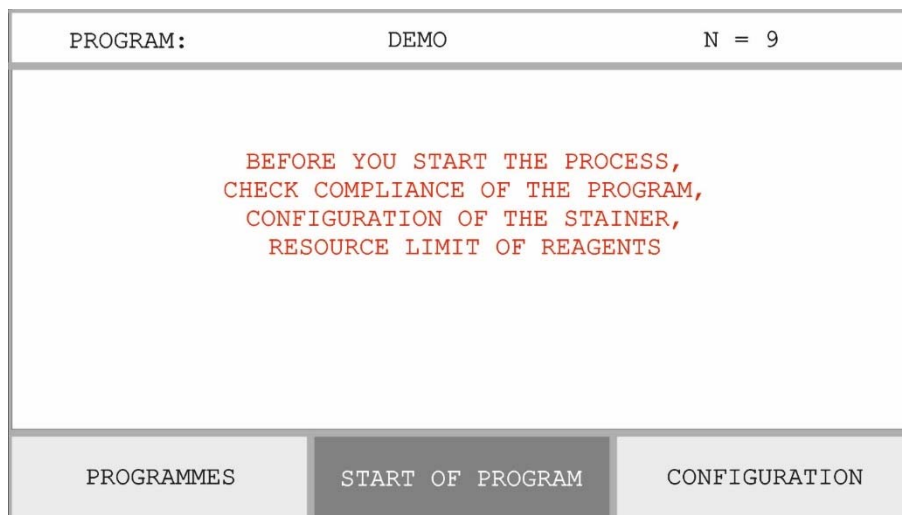 PROGRAM: DEMO N = 9
BEFORE YOU START THE PROCESS,
CHECK COMPLIANCE OF THE PROGRAM,
CONFIGURATION OF THE STAINER,
RESOURCE LIMIT OF REAGENTS
PROGRAMMES START OF PROGRAM CONFIGURATION